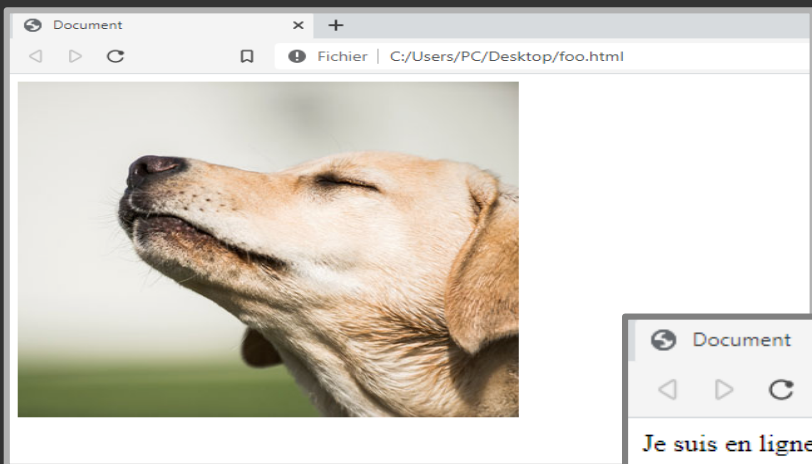 Document
Fichier C:/Users/PC/Desktop/foo.html
Document
Je suis en ligne